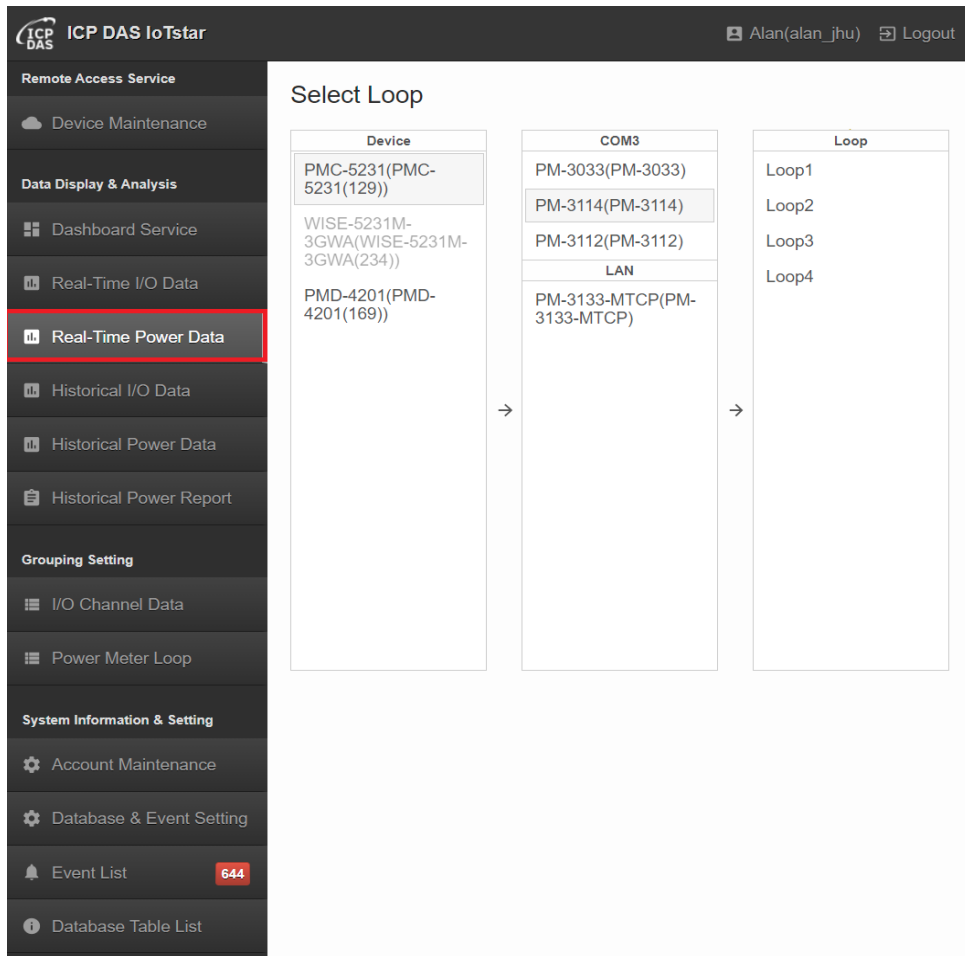 ICP DAS
ICP DAS IoTstar
Alan(alan_jhu)
Logout
Remote Access Service
Device Maintenance
Data Display & Analysis
Dashboard Service
Real-Time I/O Data
Real-Time Power Data
Historical I/O Data
Historical Power Data
Historical Power Report
Grouping Setting
I/O Channel Data
Power Meter Loop
System Information & Setting
Account Maintenance
Database & Event Setting
Event List 644
Database Table List
Select Loop
Device
PMC-5231(PMC-
5231(129))
WISE-5231M-
3GWA(WISE-5231M-
3GWA(234))
PMD-4201(PMD-
4201(169))
COM3
PM-3033(PM-3033)
PM-3114(PM-3114)
PM-3112(PM-3112)
LAN
PM-3133-MTCP(PM-
3133-MTCP)
Loop
Loop1
Loop2
Loop3
Loop4